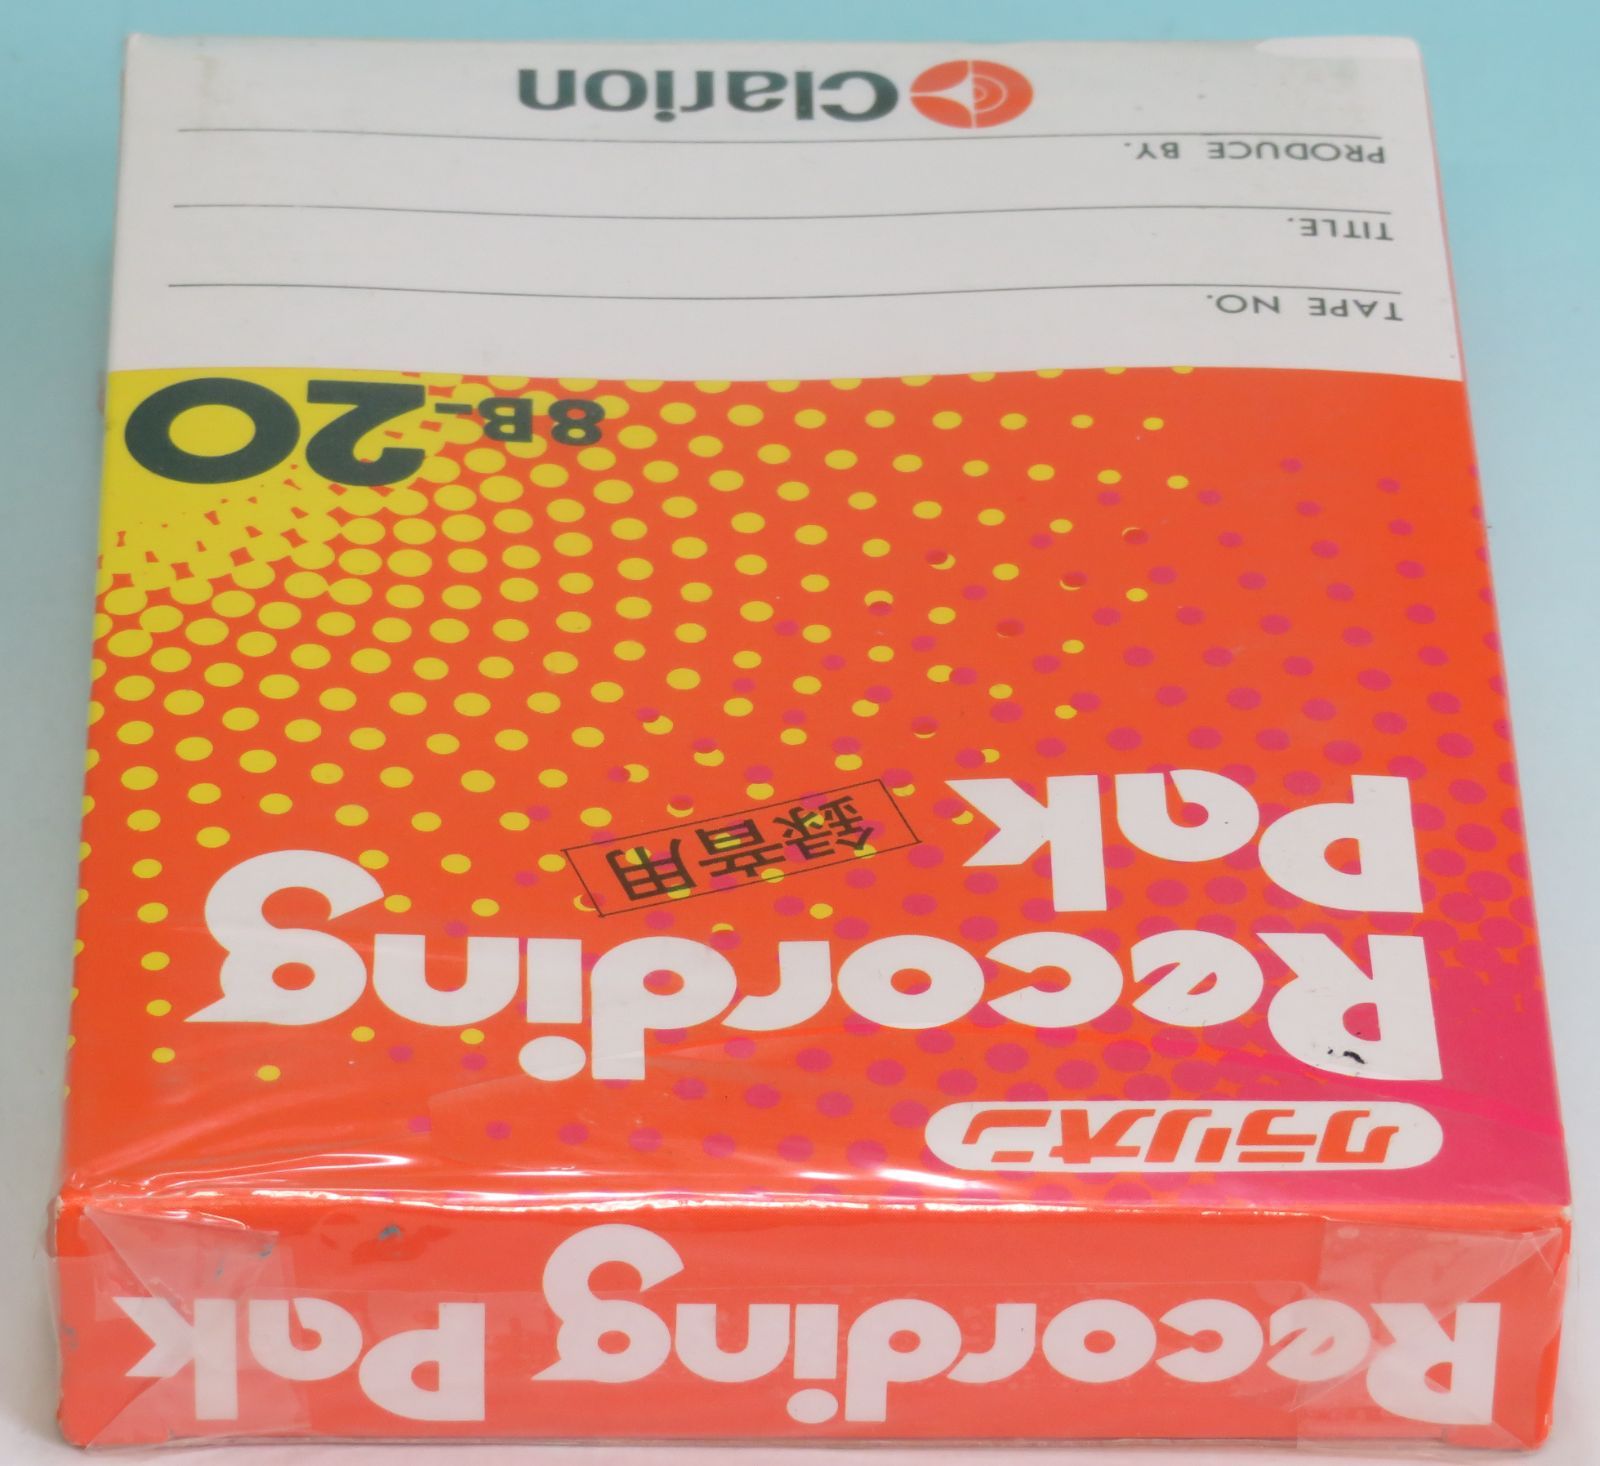 Recording Pak
クラリオン
Recording
Pak
録音用
8B-20
TAPE NO.
TITLE.
PRODUCE BY.
Clarion